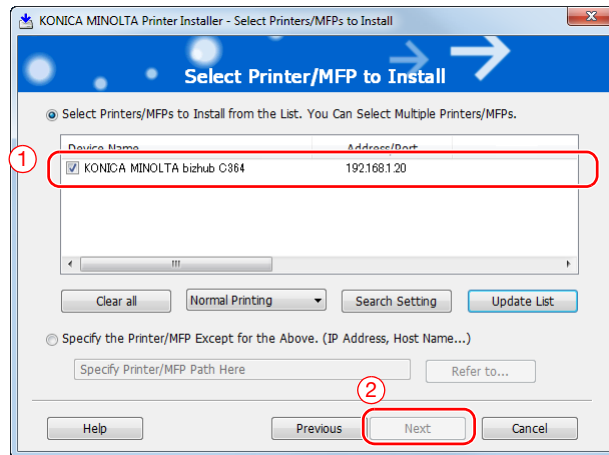 KONICA MINOLTA Printer Installer - Select Printers/MFPs to Install
Select Printer/MFP to Install
Select Printers/MFPs to Install from the List. You Can Select Multiple Printers/MFPs.
Device Name Address/Port
1
KONICA MINOLTA bizhub C364 192.168.1.20
Clear all Normal Printing Search Setting Update List
Specify the Printer/MFP Except for the Above. (IP Address, Host Name...)
Specify Printer/MFP Path Here Refer to...
2
Help Previous Next Cancel